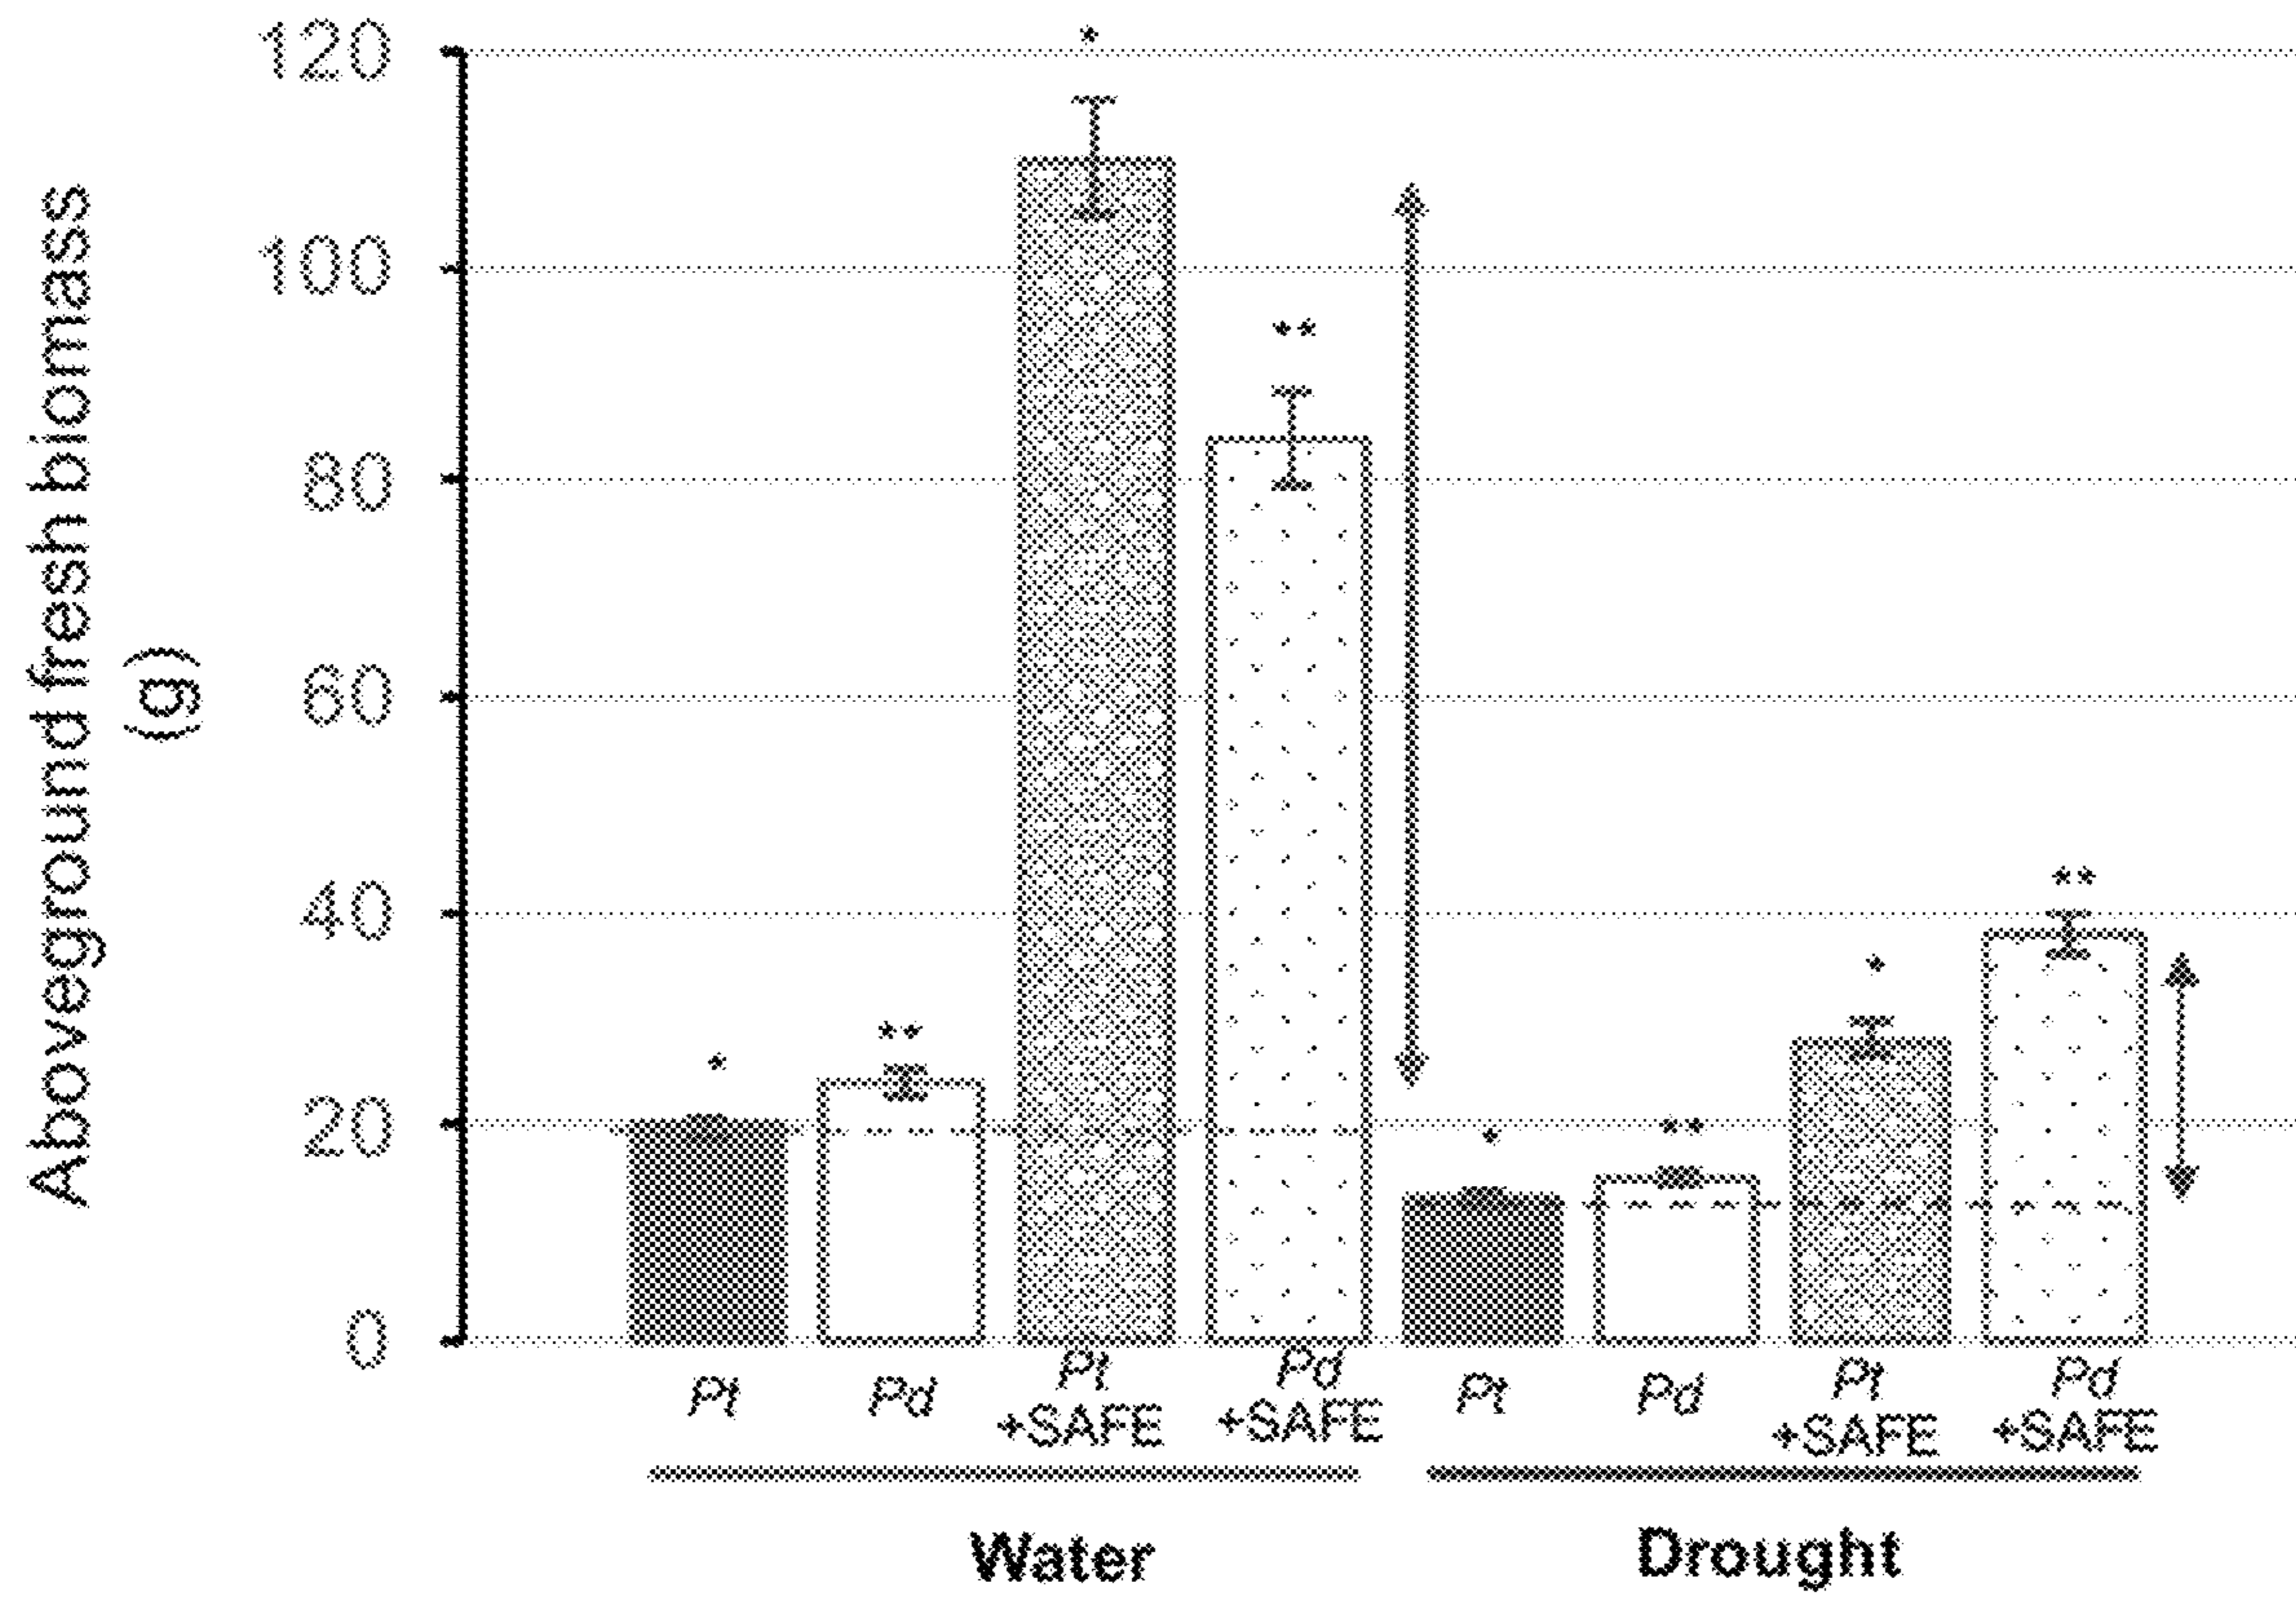 Aboveground fresh biomass
(g)
120
100
80
60
40
20
0
*
**
*
**
*
**
*
**
Pt
Pd
Pt
+SAFE
Pd
+SAFE
Pt
Pd
Pt
+SAFE
Pd
+SAFE
Water
Drought